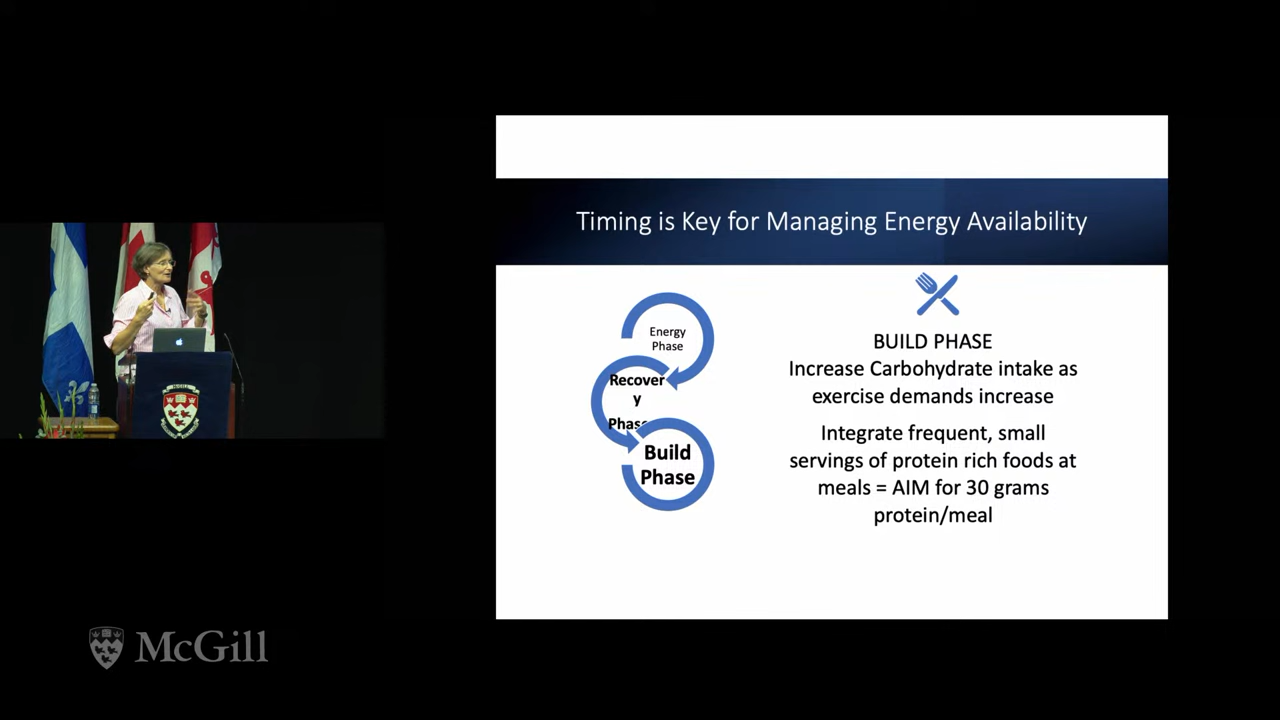 Timing is Key for Managing Energy Availability
Energy
Phase
Recover
y
Phase
Build
Phase
BUILD PHASE
Increase Carbohydrate intake as
exercise demands increase
Integrate frequent, small
servings of protein rich foods at
meals = AIM for 30 grams
protein/meal
McGILL
McGill